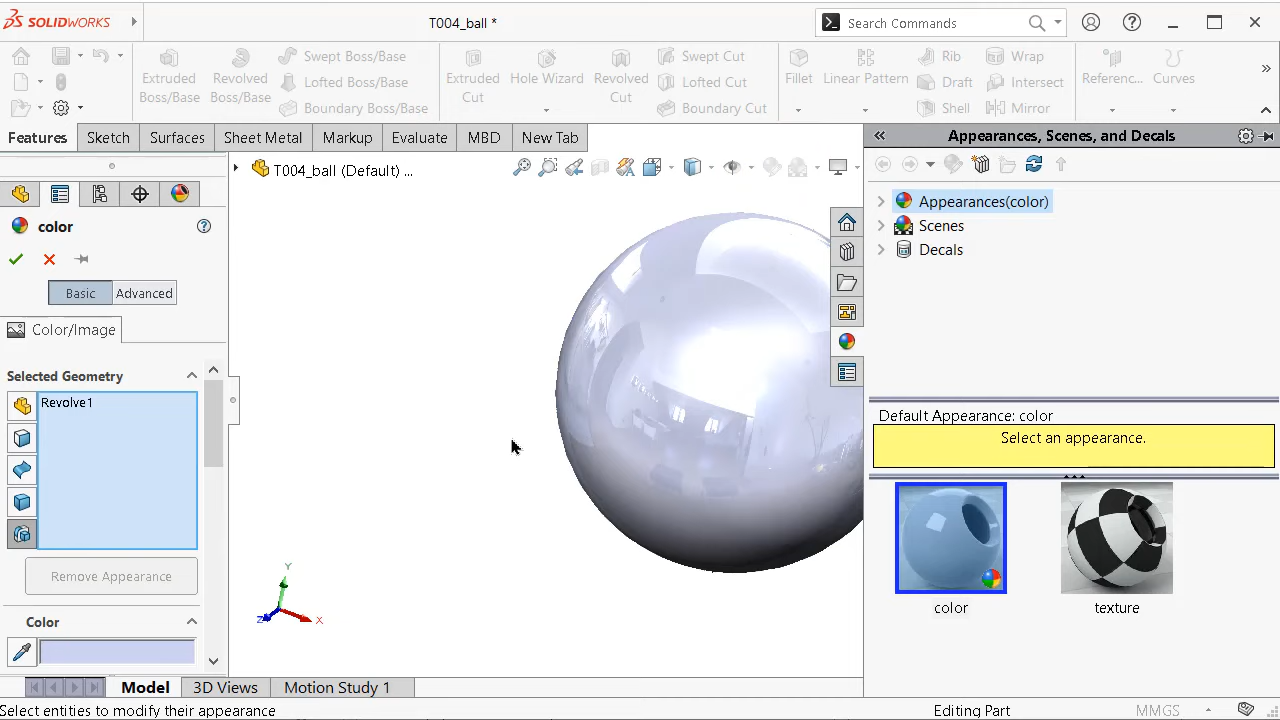 SOLIDWORKS
T004_ball *
Search Commands
Extruded Boss/Base
Revolved Boss/Base
Swept Boss/Base
Lofted Boss/Base
Boundary Boss/Base
Extruded Cut
Hole Wizard
Revolved Cut
Swept Cut
Lofted Cut
Boundary Cut
Fillet
Linear Pattern
Rib
Draft
Shell
Wrap
Intersect
Mirror
Referenc...
Curves
Features
Sketch
Surfaces
Sheet Metal
Markup
Evaluate
MBD
New Tab
Appearances, Scenes, and Decals
T004_ball (Default) ...
color
Basic
Advanced
Color/Image
Selected Geometry
Revolve1
Remove Appearance
Color
Y
Z
X
Appearances(color)
Scenes
Decals
Default Appearance: color
Select an appearance.
color
texture
Model
3D Views
Motion Study 1
Select entities to modify their appearance
Editing Part
MMGS